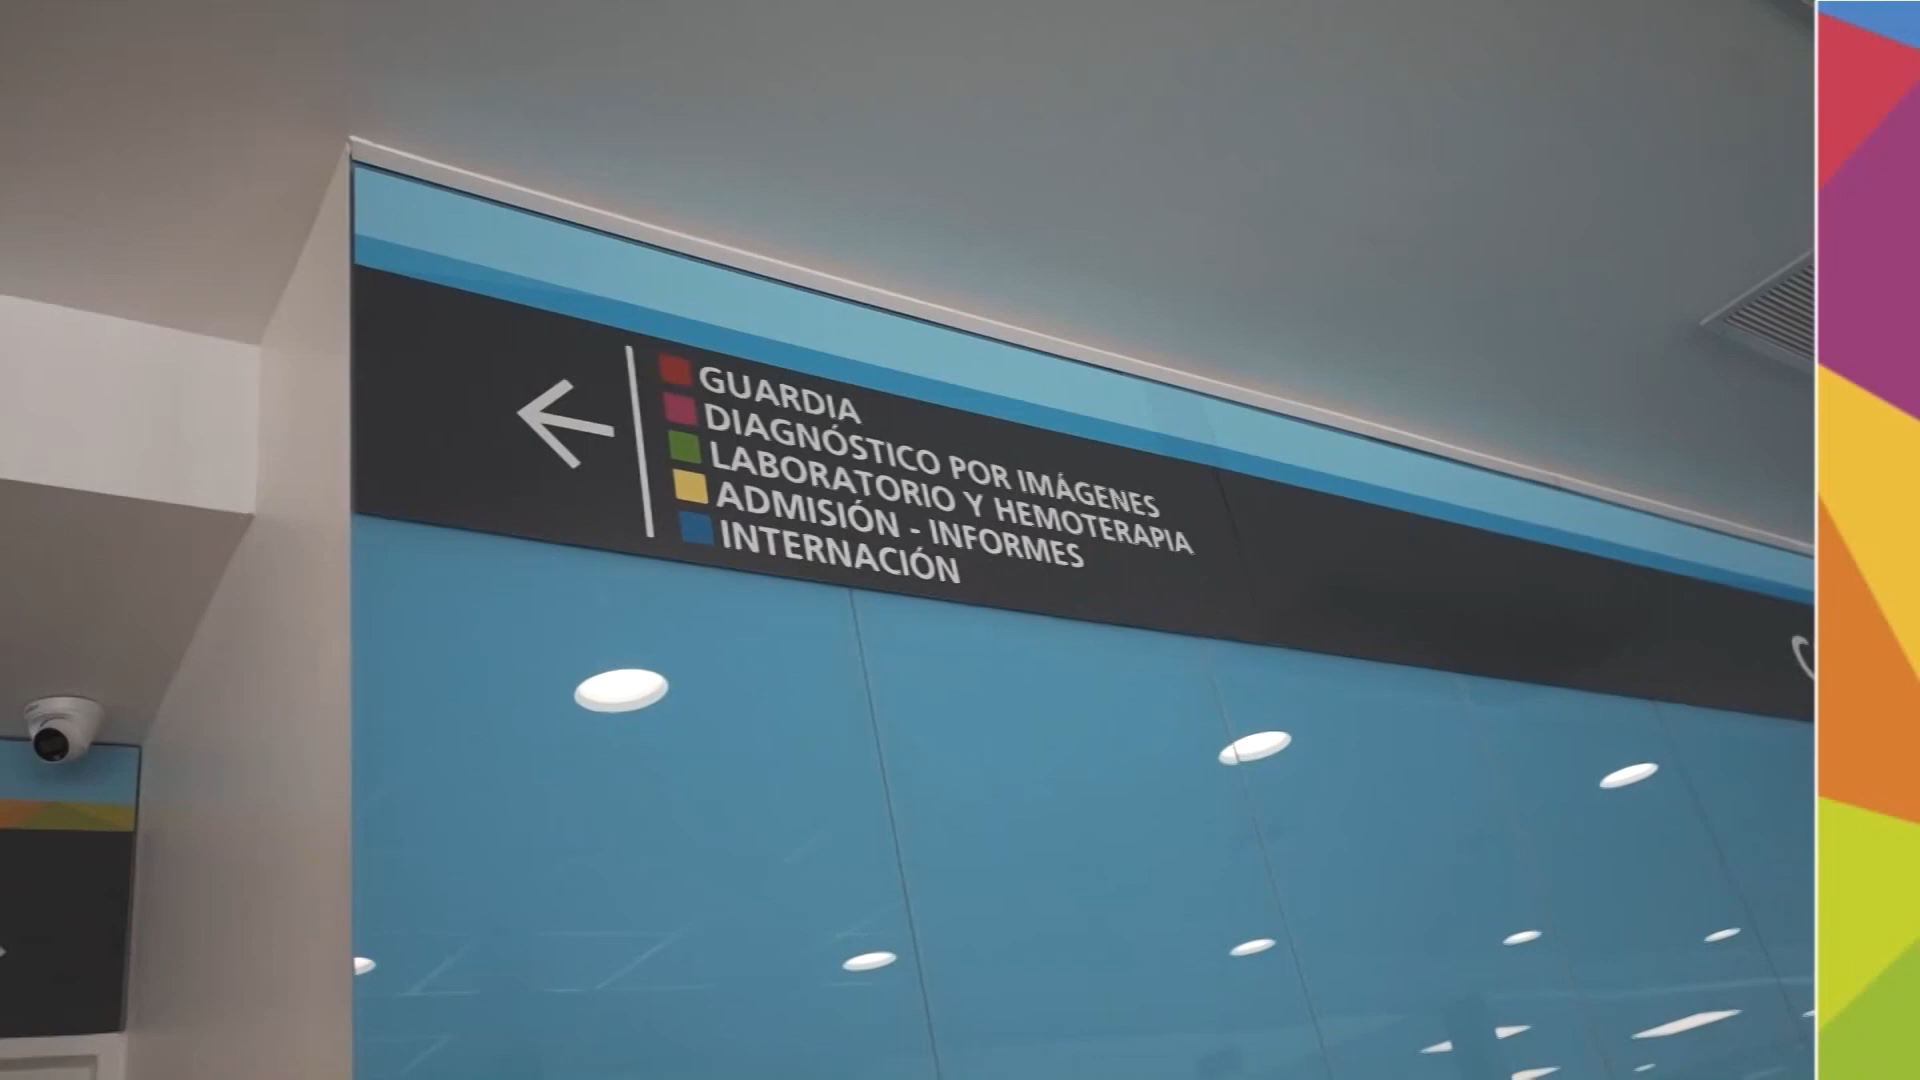 GUARDIA
DIAGNÓSTICO POR IMÁGENES
LABORATORIO Y HEMOTERAPIA
ADMISIÓN - INFORMES
INTERNACIÓN